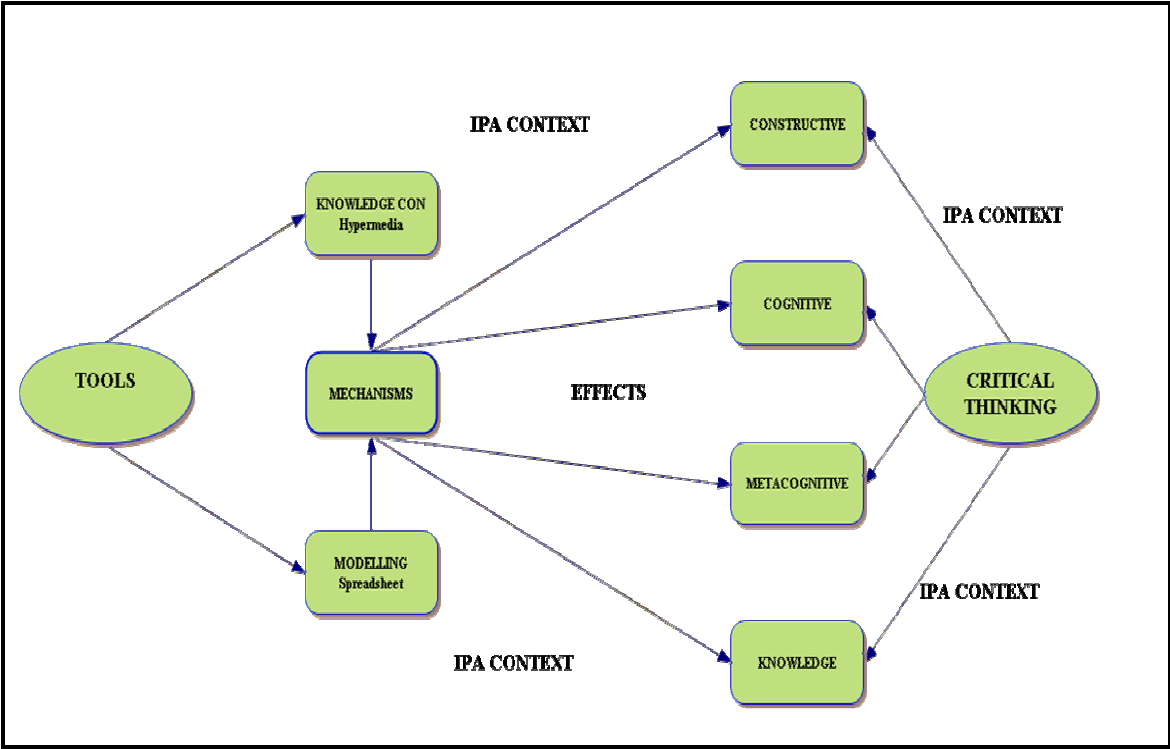 IPA CONTEXT
CONSTRUCTIVE
KNOWLEDGE CON
Hypermedia
IPA CONTEXT
COGNITIVE
TOOLS
MECHANISMS
EFFECTS
CRITICAL
THINKING
METACOGNITIVE
MODELLING
Spreadsheet
IPA CONTEXT
IPA CONTEXT
KNOWLEDGE